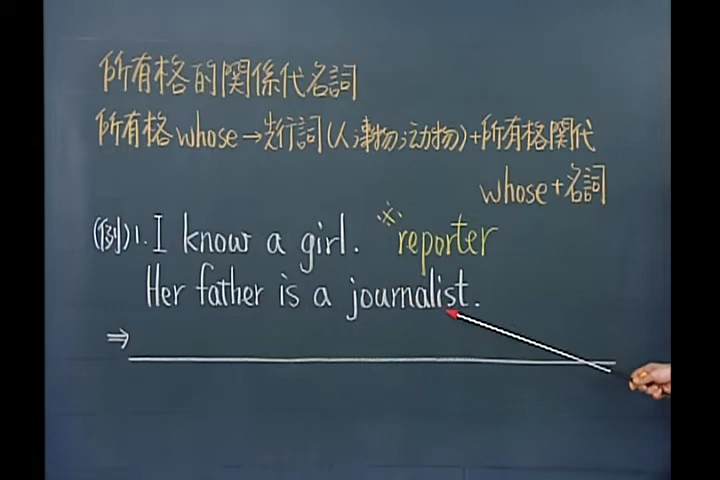 所有格的関係代名詞
所有格 whose→先行詞(人、事物、动物)+所有格関代
whose+名詞
(例)1. I know a girl. ※reporter
Her father is a journalist.
⇒